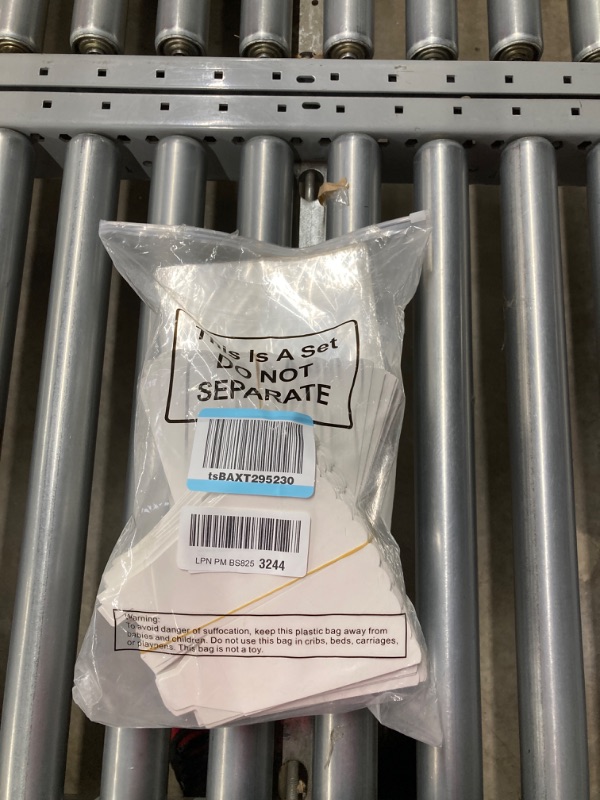 This Is A Set
DO NOT
SEPARATE
tsBAXT295230
LPN PM BS825 3244
Warning:
To avoid danger of suffocation, keep this plastic bag away from
babies and children. Do not use this bag in cribs, beds, carriages,
or playpens. This bag is not a toy.